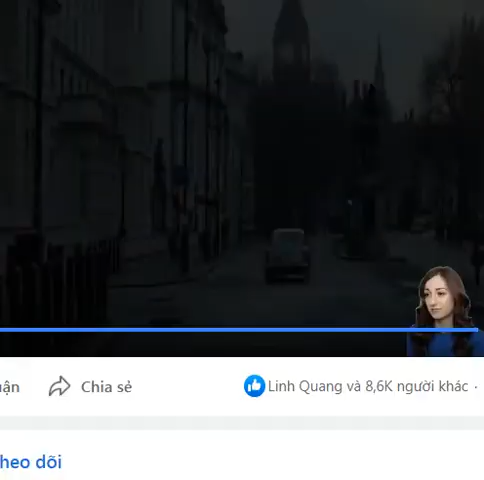 ận
Chia sẻ
Linh Quang và 8,6K người khác ·
heo dõi